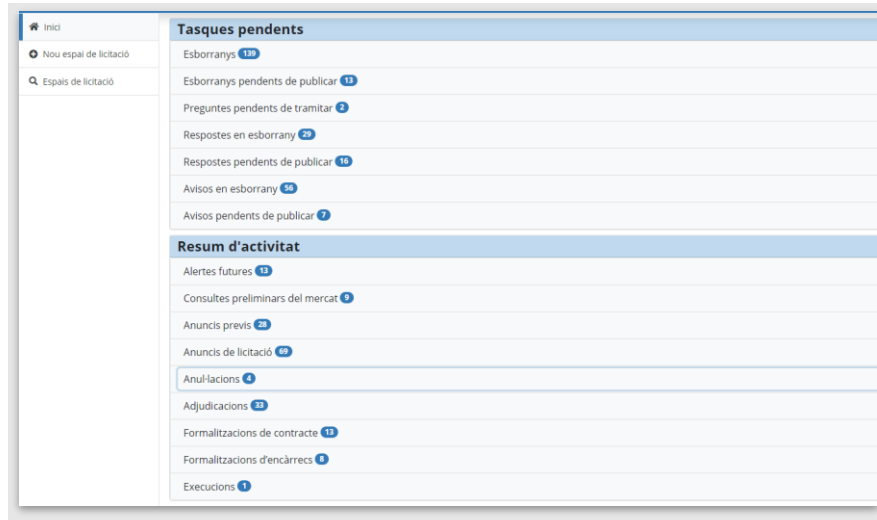 Inici
Nou espai de licitació
Espais de licitació
Tasques pendents
Esborranys 139
Esborranys pendents de publicar 13
Preguntes pendents de tramitar 2
Respostes en esborrany 29
Respostes pendents de publicar 16
Avisos en esborrany 56
Avisos pendents de publicar 7
Resum d'activitat
Alertes futures 13
Consultes preliminars del mercat 9
Anuncis previs 28
Anuncis de licitació 69
Anul·lacions 4
Adjudicacions 33
Formalitzacions de contracte 13
Formalitzacions d'encàrrecs 8
Execucions 1